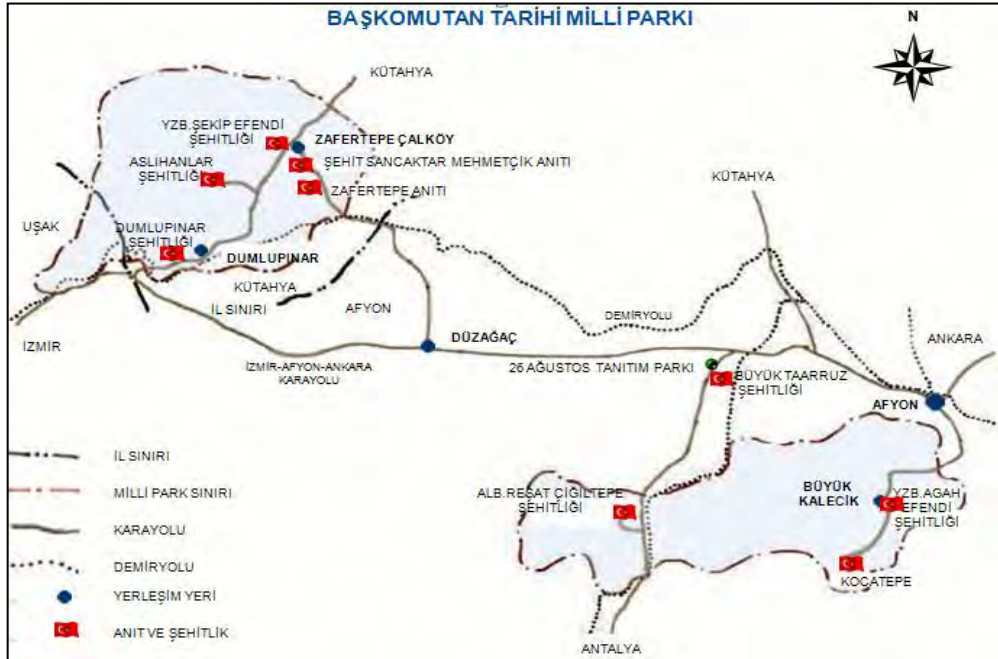 BAŞKOMUTAN TARİHİ MİLLİ PARKI
N
KÜTAHYA
YZB.ŞEKİP EFENDİ
ŞEHİTLİĞİ
ZAFERTEPE ÇALKÖY
ŞEHİT SANCAKTAR MEHMETÇİK ANITI
ASLIHANLAR
ŞEHİTLİĞİ
ZAFERTEPE ANITI
KÜTAHYA
UŞAK
DUMLUPINAR
ŞEHİTLİĞİ
DUMLUPINAR
KÜTAHYA
İL SINIRI
AFYON
DEMİRYOLU
İZMİR
DÜZAĞAÇ
ANKARA
İZMİR-AFYON-ANKARA
KARAYOLU
26 AĞUSTOS TANITIM PARKI
BÜYÜK TAARRUZ
ŞEHİTLİĞİ
AFYON
İL SINIRI
MİLLİ PARK SINIRI
KARAYOLU
DEMİRYOLU
YERLEŞİM YERİ
ANIT VE ŞEHİTLİK
ALB.REŞAT ÇİĞİLTEPE
ŞEHİTLİĞİ
BÜYÜK
KALECİK
YZB.AGAH
EFENDİ
ŞEHİTLİĞİ
KOCATEPE
ANTALYA